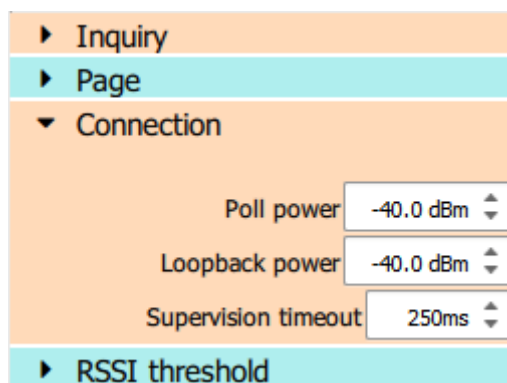 Inquiry
Page
Connection
Poll power -40.0 dBm
Loopback power -40.0 dBm
Supervision timeout 250ms
RSSI threshold